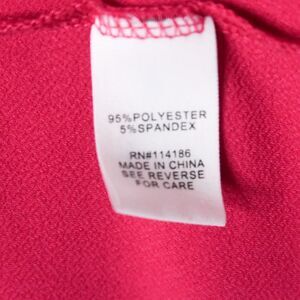 95%POLYESTER
5%SPANDEX
RN#114186
MADE IN CHINA
SEE REVERSE
FOR CARE